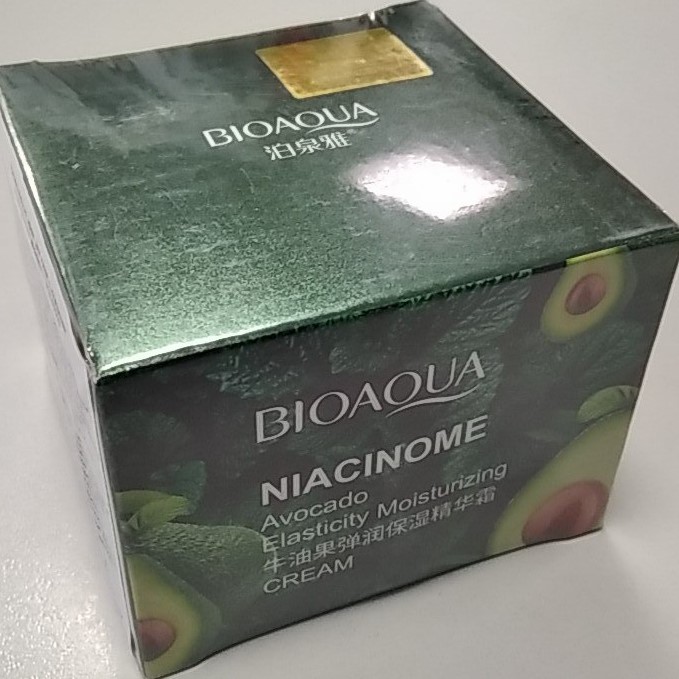 BIOAQUA
泊泉雅
BIOAQUA
NIACINOME
Avocado
Elasticity Moisturizing
牛油果弹润保湿精华霜
CREAM